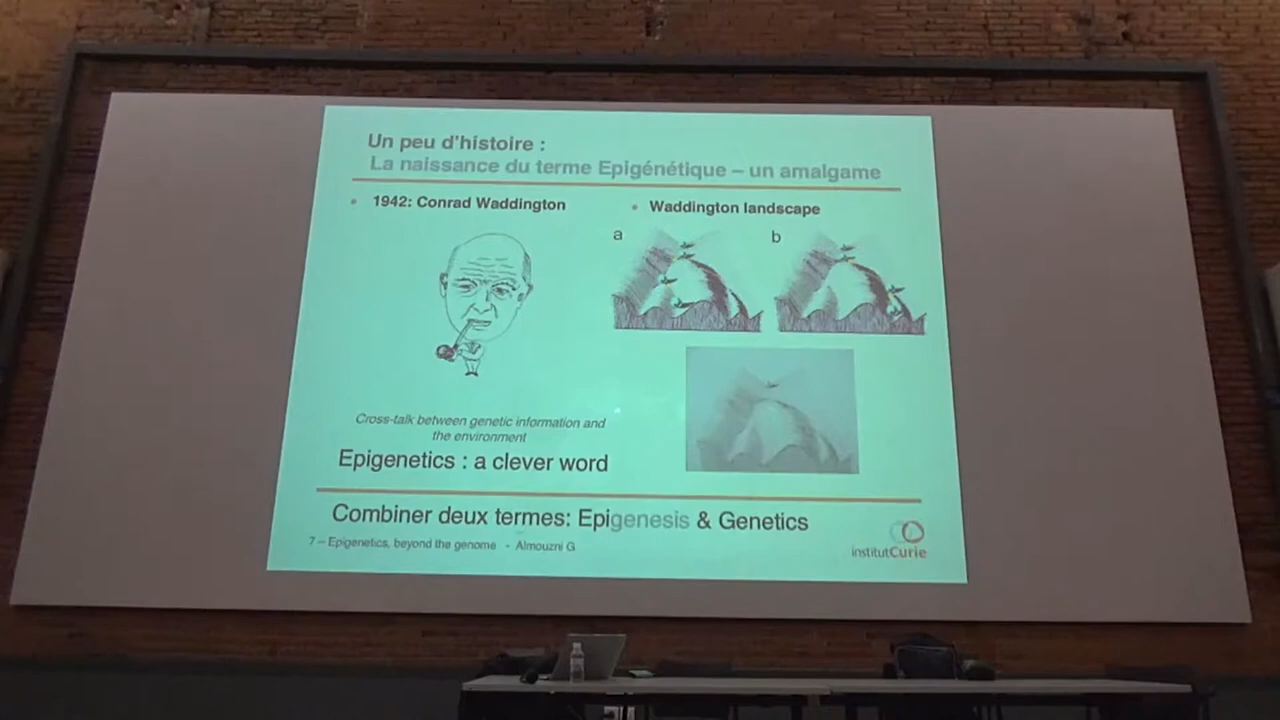 Un peu d'histoire :
La naissance du terme Epigénétique – un amalgame
• 1942: Conrad Waddington
• Waddington landscape
a
b
Cross-talk between genetic information and
the environment
Epigenetics : a clever word
Combiner deux termes: Epigenesis & Genetics
7 – Epigenetics, beyond the genome - Almouzni G
institutCurie